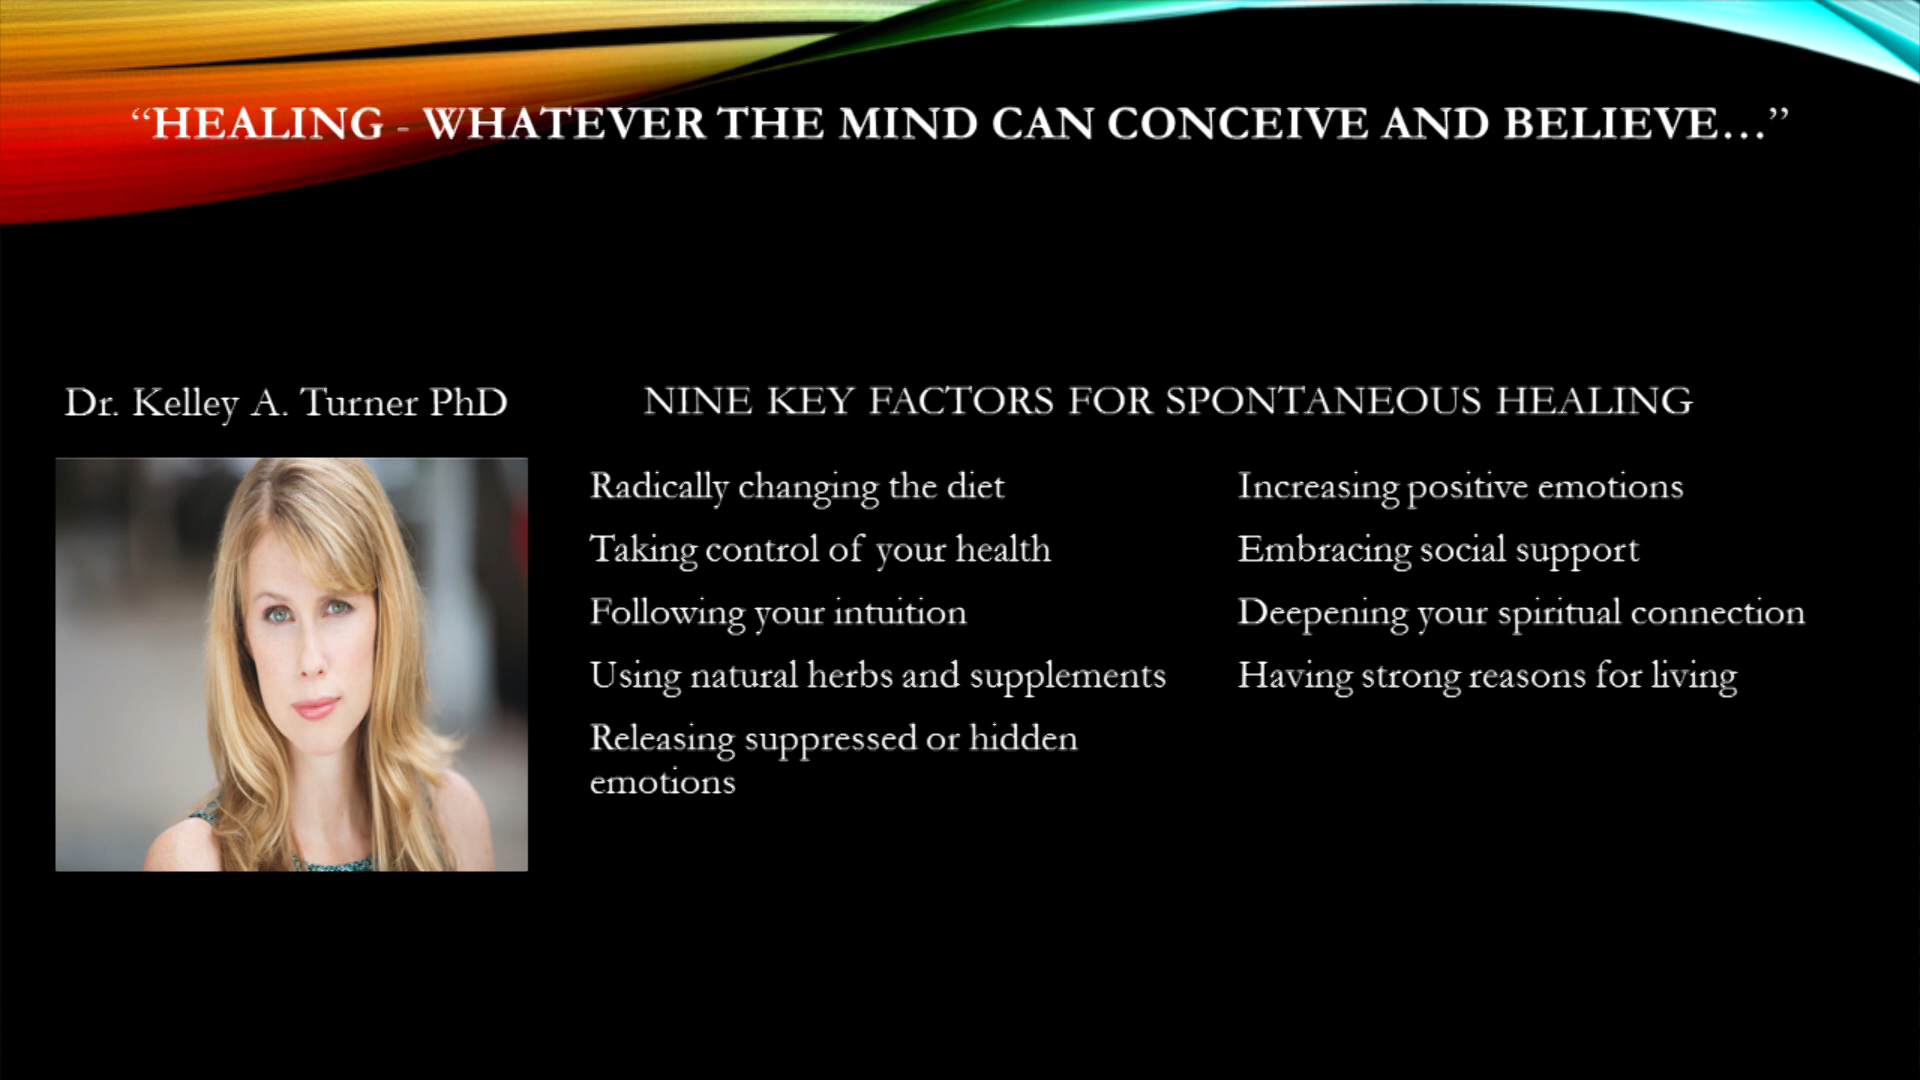 “HEALING - WHATEVER THE MIND CAN CONCEIVE AND BELIEVE…”
Dr. Kelley A. Turner PhD
NINE KEY FACTORS FOR SPONTANEOUS HEALING
Radically changing the diet
Taking control of your health
Following your intuition
Using natural herbs and supplements
Releasing suppressed or hidden
emotions
Increasing positive emotions
Embracing social support
Deepening your spiritual connection
Having strong reasons for living